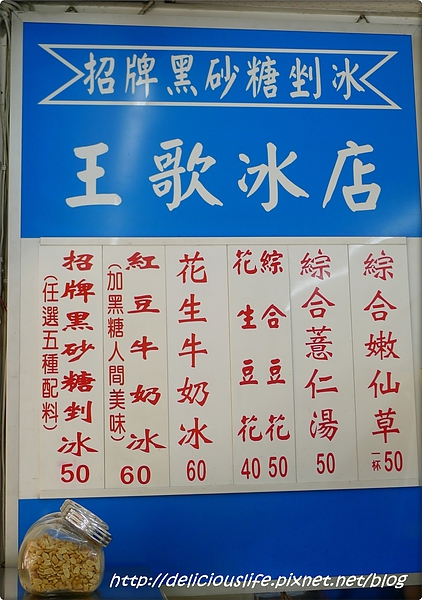 招牌黑砂糖剉冰
王歌冰店
綜合嫩仙草 一杯50
綜合薏仁湯 50
綜合豆花 50
花生豆花 40
花生牛奶冰 60
紅豆牛奶冰 60
(加黑糖人間美味)
招牌黑砂糖剉冰 50
(任選五種配料)
http://deliciouslife.pixnet.net/blog